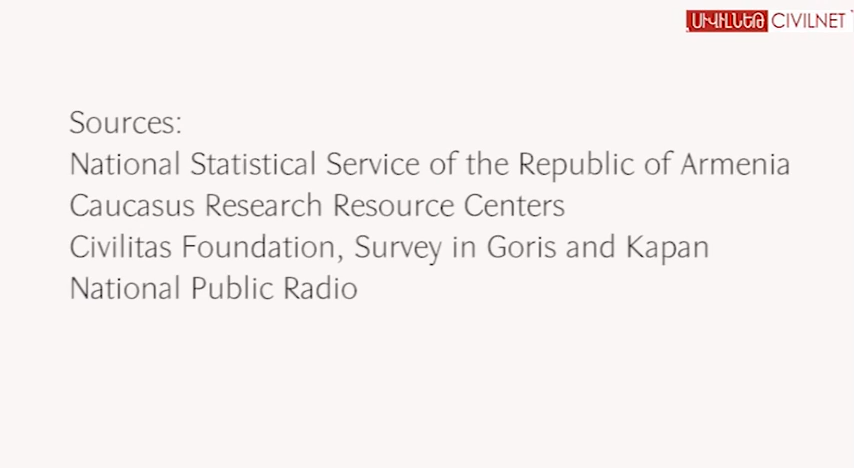 ՍԻՎԻԼՆԵԹ CIVILNET
Sources:
National Statistical Service of the Republic of Armenia
Caucasus Research Resource Centers
Civilitas Foundation, Survey in Goris and Kapan
National Public Radio